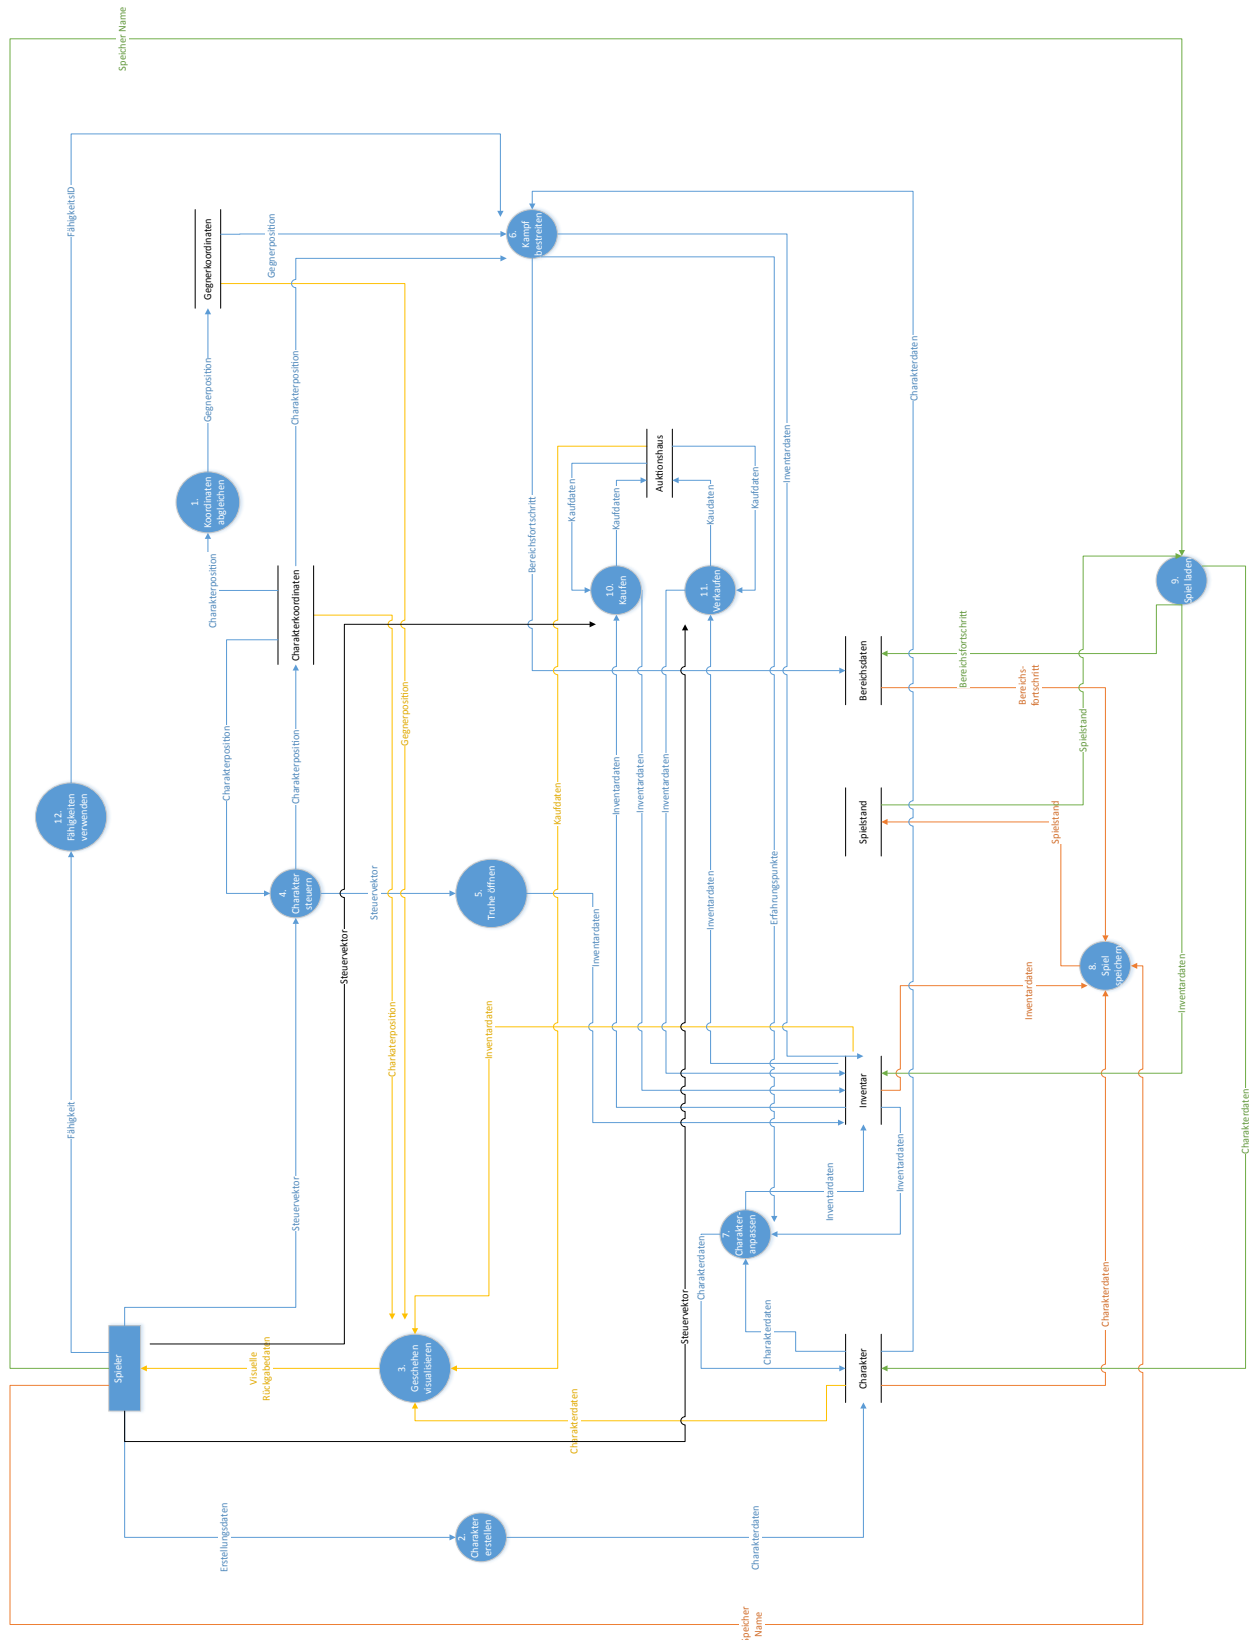 Speicher Name
FähigkeitsID
Gegnerkoordinaten
Gegnerposition
6.
Kampf
bestreiten
Gegnerposition
Charakterposition
Charakterdaten
1.
Koordinaten
abgleichen
Auktionshaus
Inventardaten
Kaufdaten
Kaufdaten
Kaudaten
Kaufdaten
Bereichsfortschritt
Charakterposition
Charakterkoordinaten
10.
Kaufen
11.
Verkaufen
9.
Spiel laden
Bereichsdaten
Bereichsfortschritt
Bereichs-
fortschritt
Charakterposition
Charakterposition
Gegnerposition
Spielstand
12.
Fähigkeiten
verwenden
Kaufdaten
Inventardaten
Inventardaten
Inventardaten
Spielstand
Spielstand
4.
Charakter
steuern
Steuervektor
5.
Truhe öffnen
Steuervektor
Inventardaten
Inventardaten
Erfahrungspunkte
8.
Spiel
speichern
Inventardaten
Inventardaten
Charkaterposition
Inventardaten
Inventar
Fähigkeit
Charakterdaten
Inventardaten
Inventardaten
Steuervektor
7.
Charakter
anpassen
Charakterdaten
Charakterdaten
Steuervektor
Charakterdaten
Spieler
Visuelle
Rückgabedaten
3.
Geschehen
visualisieren
Charakter
Charakterdaten
Erstellungsdaten
2.
Charakter
erstellen
Charakterdaten
Speicher
Name